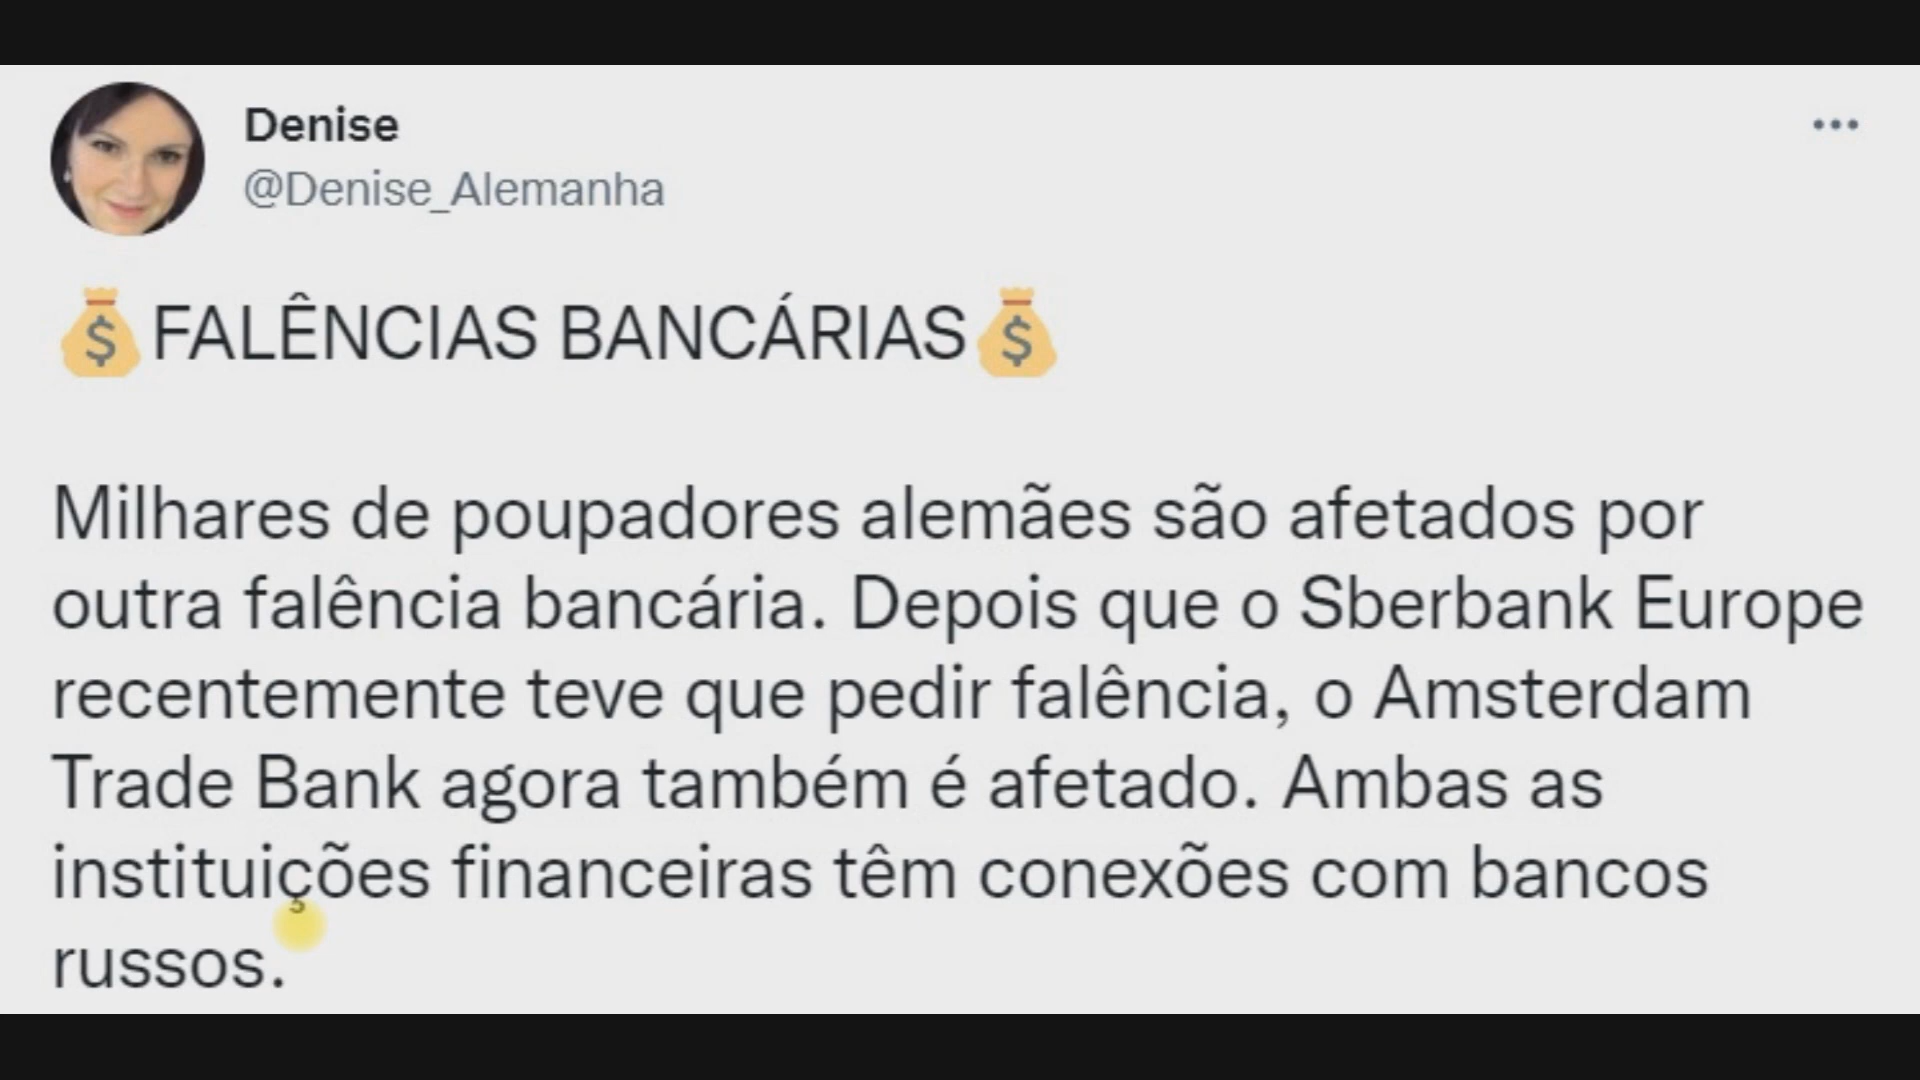 Denise
@Denise_Alemanha
💰FALÊNCIAS BANCÁRIAS💰
Milhares de poupadores alemães são afetados por
outra falência bancária. Depois que o Sberbank Europe
recentemente teve que pedir falência, o Amsterdam
Trade Bank agora também é afetado. Ambas as
instituições financeiras têm conexões com bancos
russos.